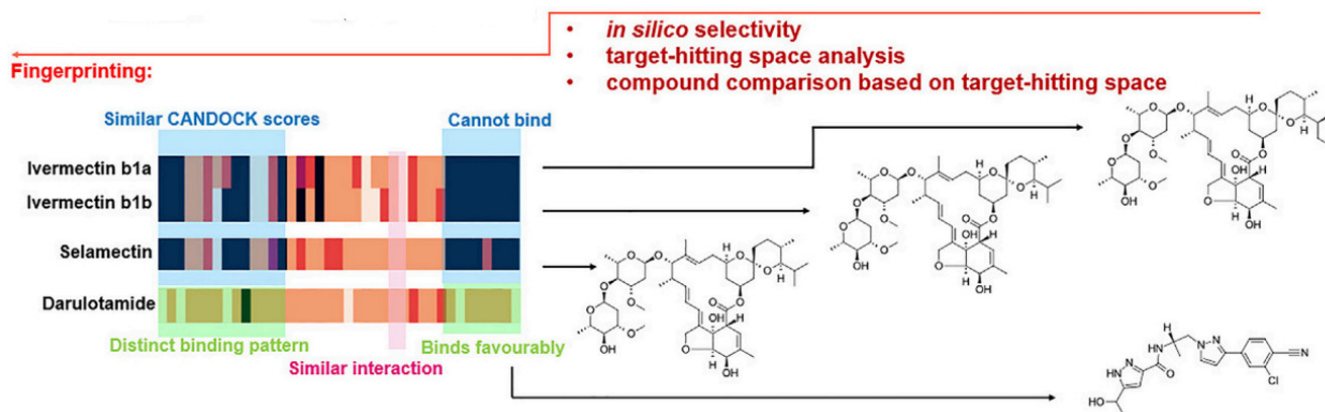 • in silico selectivity
• target-hitting space analysis
• compound comparison based on target-hitting space
Fingerprinting:
Similar CANDOCK scores
Cannot bind
Ivermectin b1a
Ivermectin b1b
Selamectin
Darulotamide
Distinct binding pattern
Binds favourably
Similar interaction